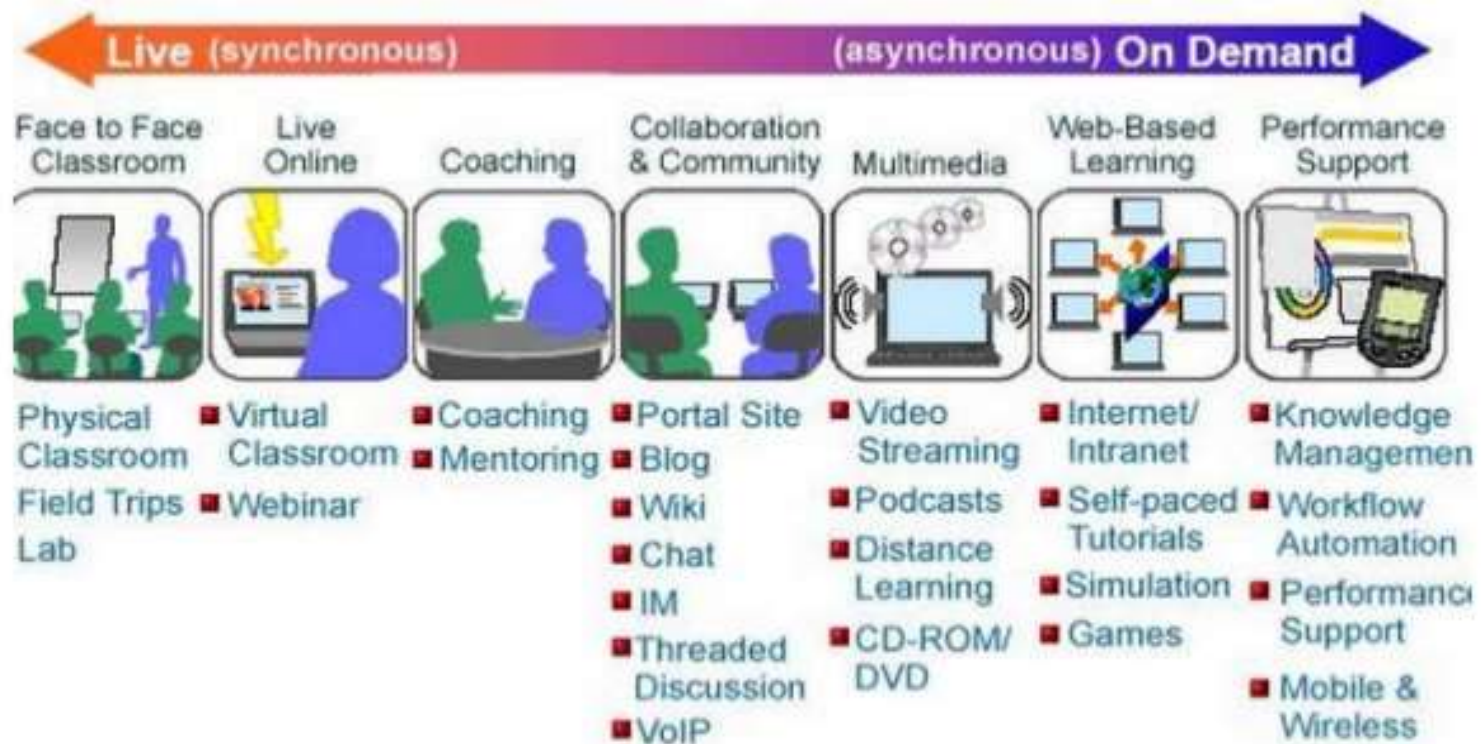 Live (synchronous)
(asynchronous) On Demand
Face to Face
Classroom
Physical
Classroom
Field Trips
Lab
Live
Online
Virtual
Classroom
Webinar
Coaching
Coaching
Mentoring
Collaboration
& Community
Portal Site
Blog
Wiki
Chat
IM
Threaded
Discussion
VoIP
Multimedia
Video
Streaming
Podcasts
Distance
Learning
CD-ROM/
DVD
Web-Based
Learning
Internet/
Intranet
Self-paced
Tutorials
Simulation
Games
Performance
Support
Knowledge
Managemen
Workflow
Automation
Performanc
Support
Mobile &
Wireless